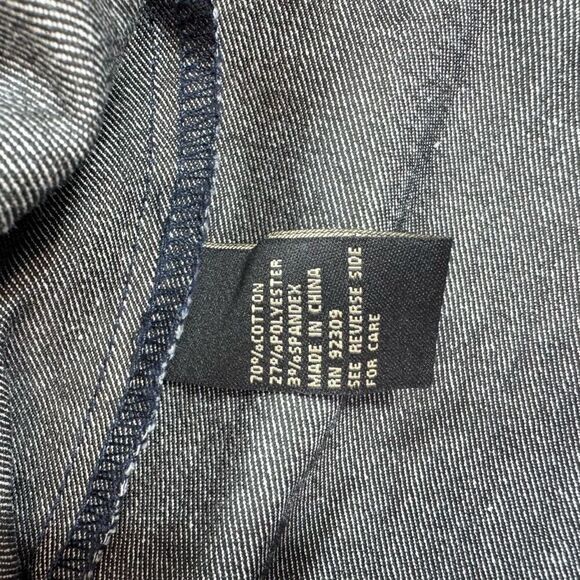 70%COTTON
27%POLYESTER
3%SPANDEX
MADE IN CHINA
RN 92309
SEE REVERSE SIDE
FOR CARE